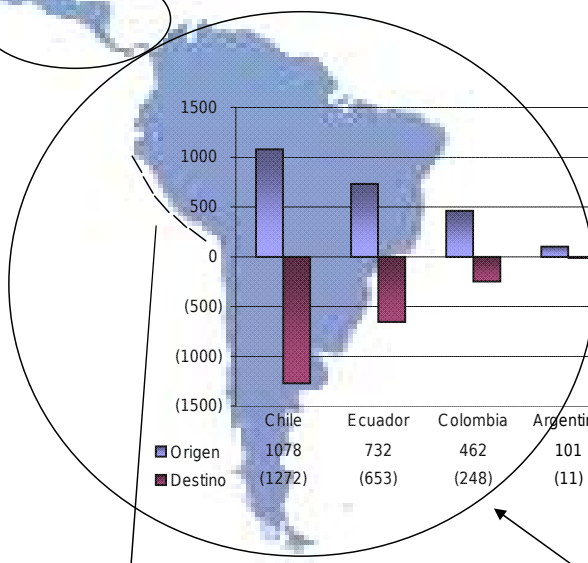 1500
1000
500
0
(500)
(1000)
(1500)
Chile Ecuador Colombia Argentin
Origen 1078 732 462 101
Destino (1272) (653) (248) (11)